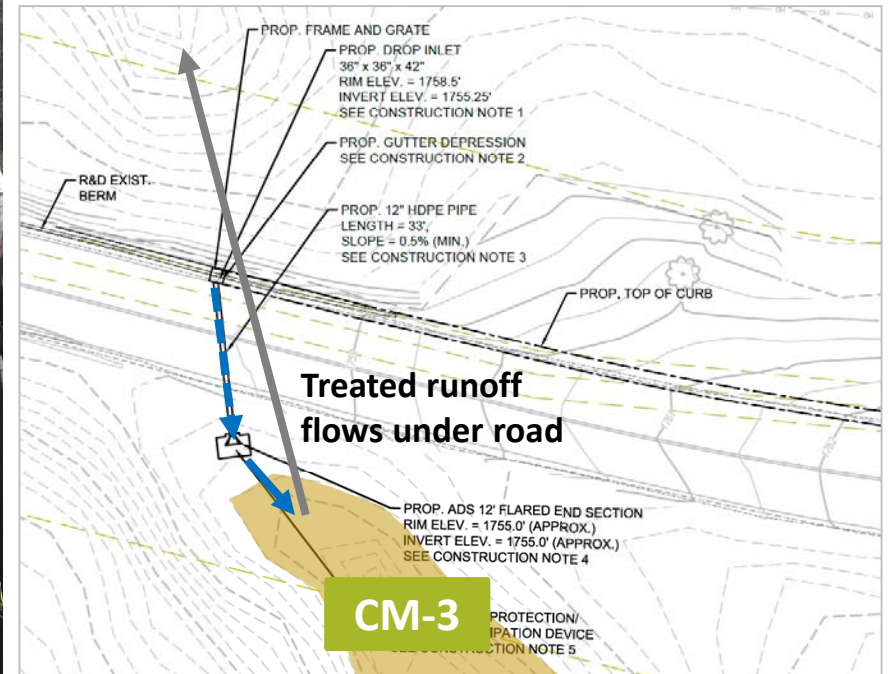 PROP. FRAME AND GRATE
PROP. DROP INLET
36" x 36" x 42"
RIM ELEV. = 1758.5'
INVERT ELEV. = 1755.25'
SEE CONSTRUCTION NOTE 1
PROP. GUTTER DEPRESSION
SEE CONSTRUCTION NOTE 2
R&D EXIST.
BERM
PROP. 12" HDPE PIPE
LENGTH = 33',
SLOPE = 0.5% (MIN.)
SEE CONSTRUCTION NOTE 3
PROP. TOP OF CURB
Treated runoff
flows under road
PROP. ADS 12' FLARED END SECTION
RIM ELEV. = 1755.0' (APPROX.)
INVERT ELEV. = 1755.0' (APPROX.)
SEE CONSTRUCTION NOTE 4
CM-3
PROTECTION/
IPATION DEVICE
SEE CONSTRUCTION NOTE 5